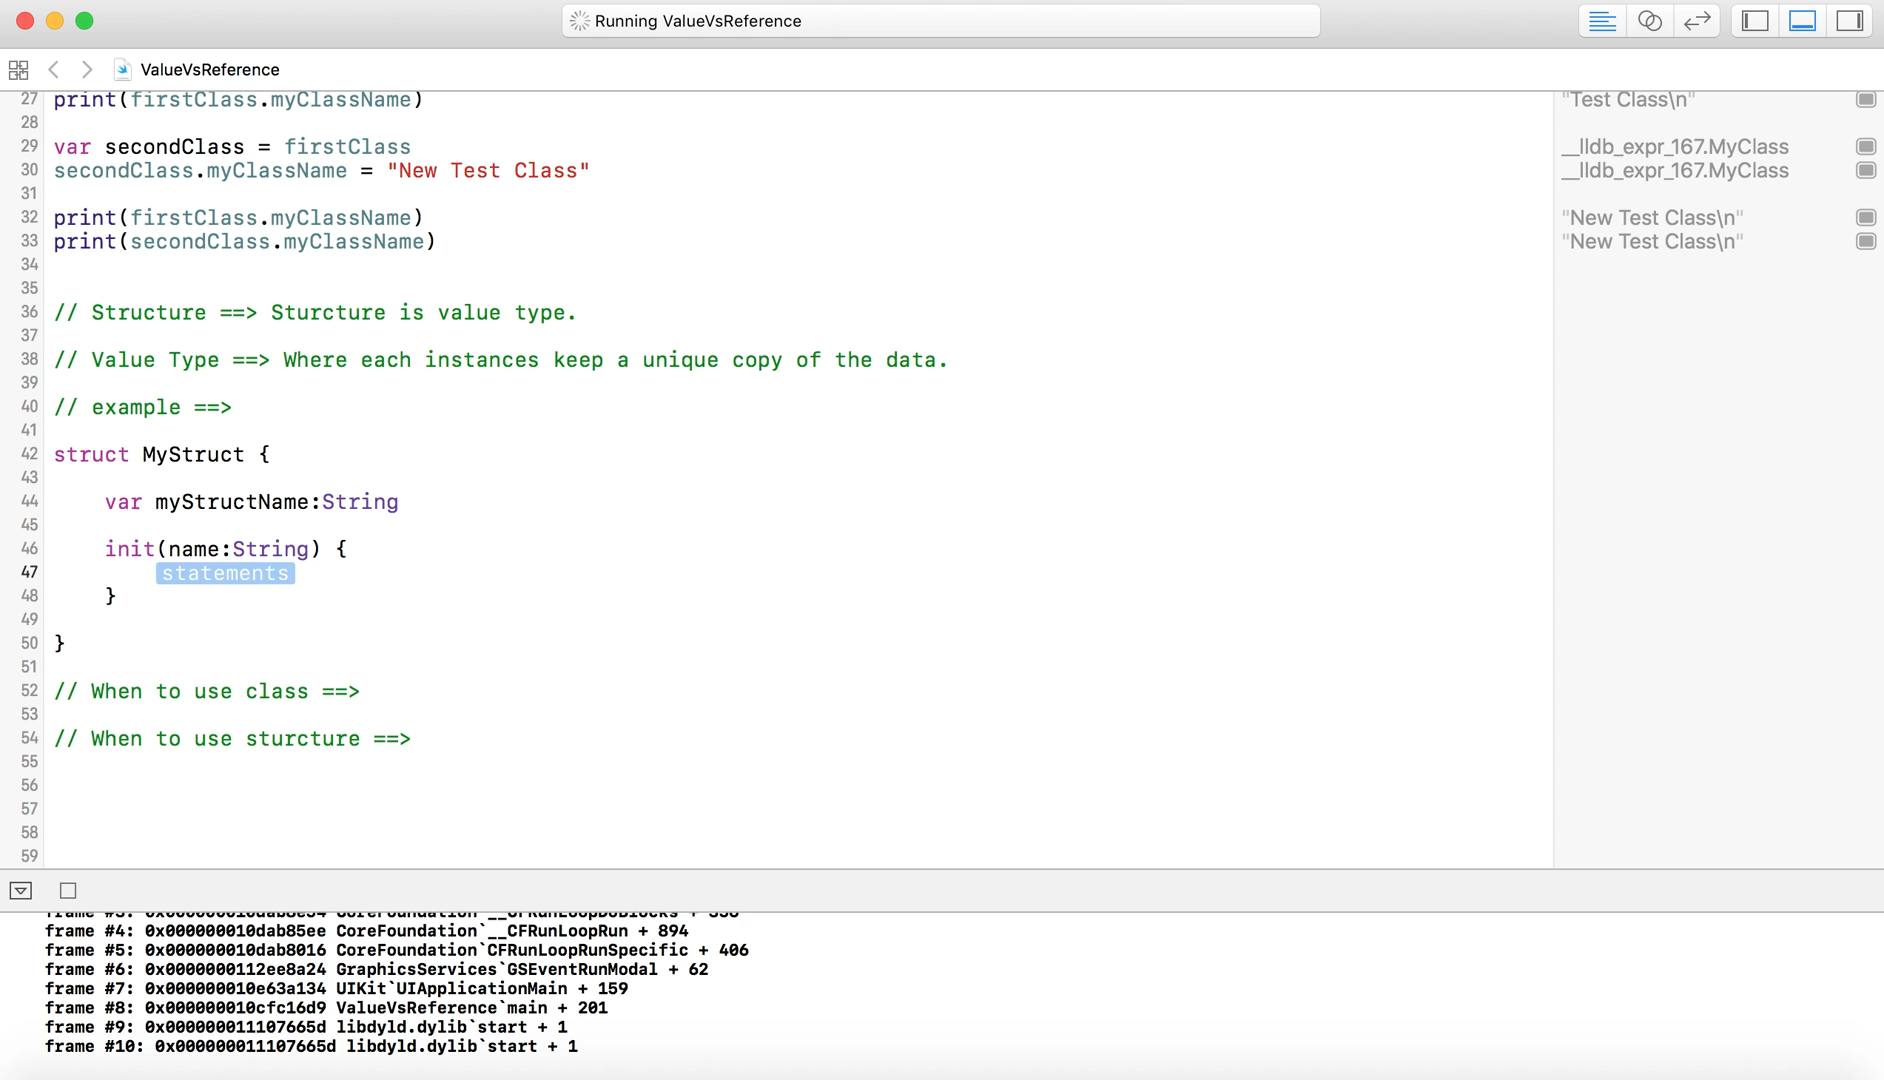 Running ValueVsReference
ValueVsReference
27 print(firstClass.myClassName) "Test Class\n"
28
29 var secondClass = firstClass __lldb_expr_167.MyClass
30 secondClass.myClassName = "New Test Class" __lldb_expr_167.MyClass
31
32 print(firstClass.myClassName) "New Test Class\n"
33 print(secondClass.myClassName) "New Test Class\n"
34
35
36 // Structure ==> Sturcture is value type.
37
38 // Value Type ==> Where each instances keep a unique copy of the data.
39
40 // example ==>
41
42 struct MyStruct {
43
44 var myStructName:String
45
46 init(name:String) {
47 statements
48 }
49
50 }
51
52 // When to use class ==>
53
54 // When to use sturcture ==>
55
56
57
58
59
frame #4: 0x000000010dab85ee CoreFoundation`__CFRunLoopRun + 894
frame #5: 0x000000010dab8016 CoreFoundation`CFRunLoopRunSpecific + 406
frame #6: 0x0000000112ee8a24 GraphicsServices`GSEventRunModal + 62
frame #7: 0x000000010e63a134 UIKit`UIApplicationMain + 159
frame #8: 0x000000010cfc16d9 ValueVsReference`main + 201
frame #9: 0x000000011107665d libdyld.dylib`start + 1
frame #10: 0x000000011107665d libdyld.dylib`start + 1